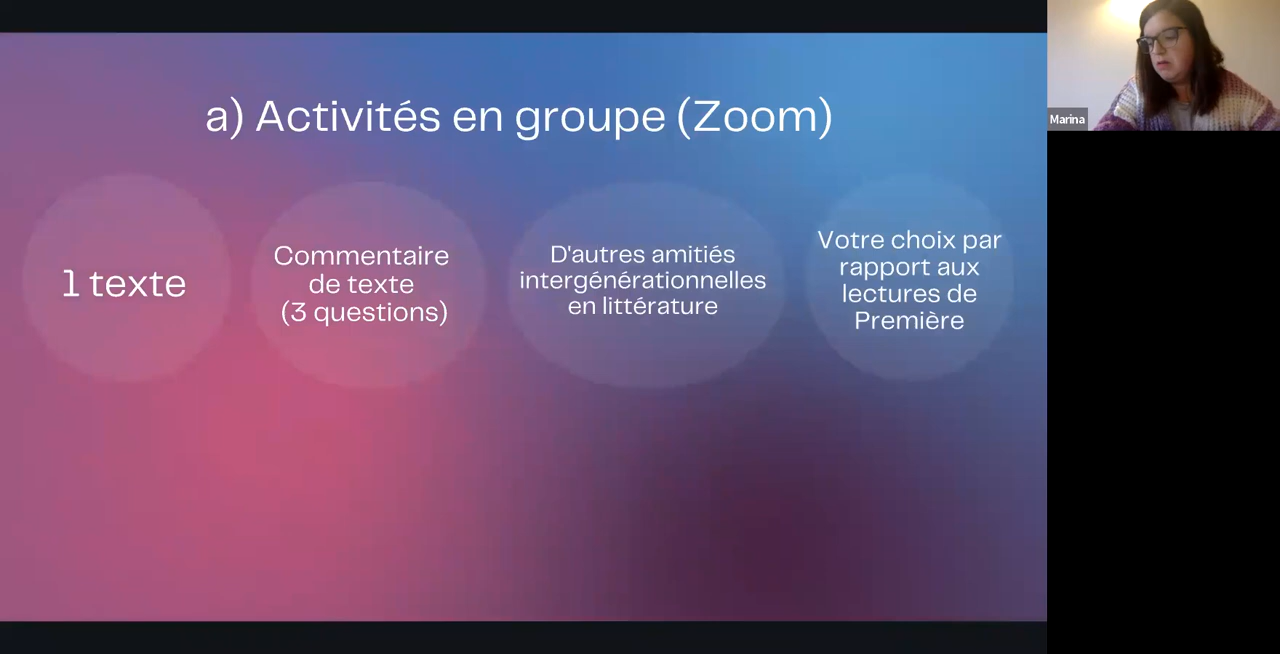 a) Activités en groupe (Zoom)
1 texte
Commentaire
de texte
(3 questions)
D'autres amitiés
intergénérationnelles
en littérature
Votre choix par
rapport aux
lectures de
Première
Marina